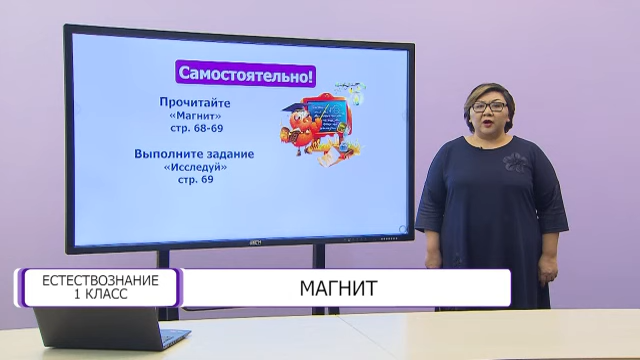 Самостоятельно!
Прочитайте
«Магнит»
стр. 68-69
Выполните задание
«Исследуй»
стр. 69
ЕСТЕСТВОЗНАНИЕ
1 КЛАСС
МАГНИТ